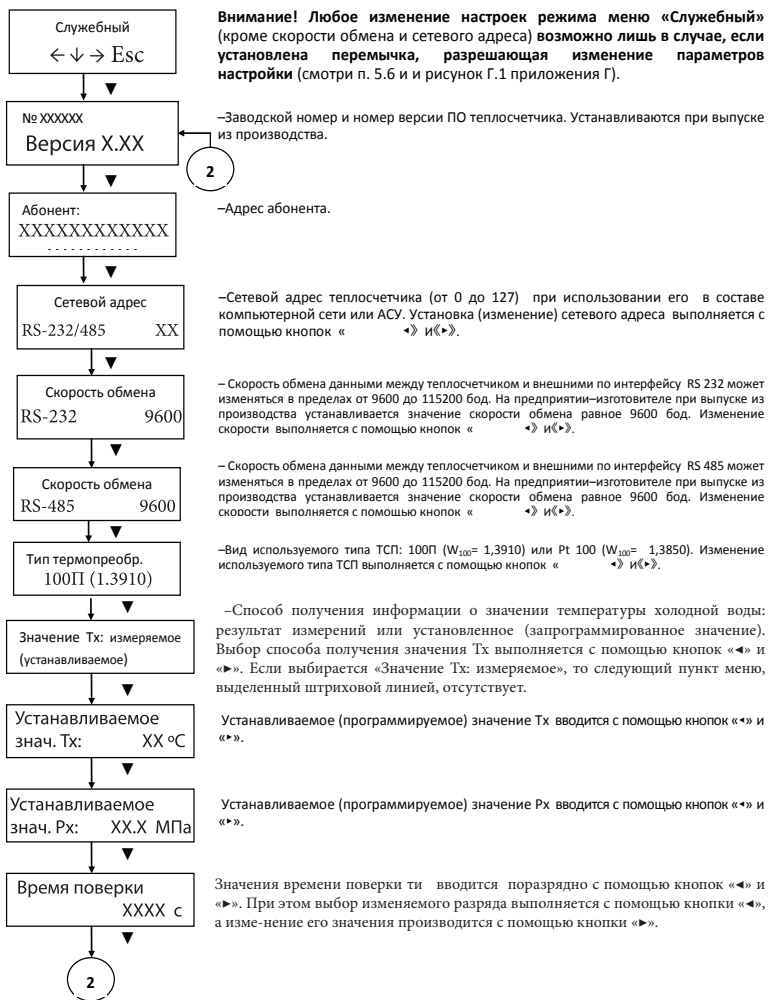 Служебный
← ↓ → Esc
Внимание! Любое изменение настроек режима меню «Служебный»
(кроме скорости обмена и сетевого адреса) возможно лишь в случае, если
установлена перемычка, разрешающая изменение параметров
настройки (смотри п. 5.6 и и рисунок Г.1 приложения Г).
▼
№ XXXXXX
Версия X.XX
–Заводской номер и номер версии ПО теплосчетчика. Устанавливаются при выпуске
из производства.
2
▼
Абонент:
XXXXXXXXXXXX
- - - - - - - - - - - -
–Адрес абонента.
▼
Сетевой адрес
RS-232/485 XX
–Сетевой адрес теплосчетчика (от 0 до 127) при использовании его в составе
компьютерной сети или АСУ. Установка (изменение) сетевого адреса выполняется с
помощью кнопок « ◂》 и《▸》.
▼
Скорость обмена
RS-232 9600
– Скорость обмена данными между теплосчетчиком и внешними по интерфейсу RS 232 может
изменяться в пределах от 9600 до 115200 бод. На предприятии–изготовителе при выпуске из
производства устанавливается значение скорости обмена равное 9600 бод. Изменение
скорости выполняется с помощью кнопок « ◂》 и《▸》.
▼
Скорость обмена
RS-485 9600
– Скорость обмена данными между теплосчетчиком и внешними по интерфейсу RS 485 может
изменяться в пределах от 9600 до 115200 бод. На предприятии–изготовителе при выпуске из
производства устанавливается значение скорости обмена равное 9600 бод. Изменение
скорости выполняется с помощью кнопок « ◂》 и《▸》.
▼
Тип термопреобр.
100П (1.3910)
–Вид используемого типа ТСП: 100П (W100= 1,3910) или Pt 100 (W100= 1,3850). Изменение
используемого типа ТСП выполняется с помощью кнопок « ◂》 и《▸》.
▼
Значение Тх: измеряемое
(устанавливаемое)
–Способ получения информации о значении температуры холодной воды:
результат измерений или установленное (запрограммированное значение).
Выбор способа получения значения Тх выполняется с помощью кнопок «◄» и
«►». Если выбирается «Значение Тх: измеряемое», то следующий пункт меню,
выделенный штриховой линией, отсутствует.
▼
Устанавливаемое
знач. Тх: XX ºC
Устанавливаемое (программируемое) значение Тх вводится с помощью кнопок «◂» и
«▸».
▼
Устанавливаемое
знач. Рх: XX.X МПа
Устанавливаемое (программируемое) значение Рх вводится с помощью кнопок «◂» и
«▸».
▼
Время поверки
XXXX с
Значения времени поверки τи вводится поразрядно с помощью кнопок «◄» и
«►». При этом выбор изменяемого разряда выполняется с помощью кнопки «◄»,
а изме-нение его значения производится с помощью кнопки «►».
▼
2